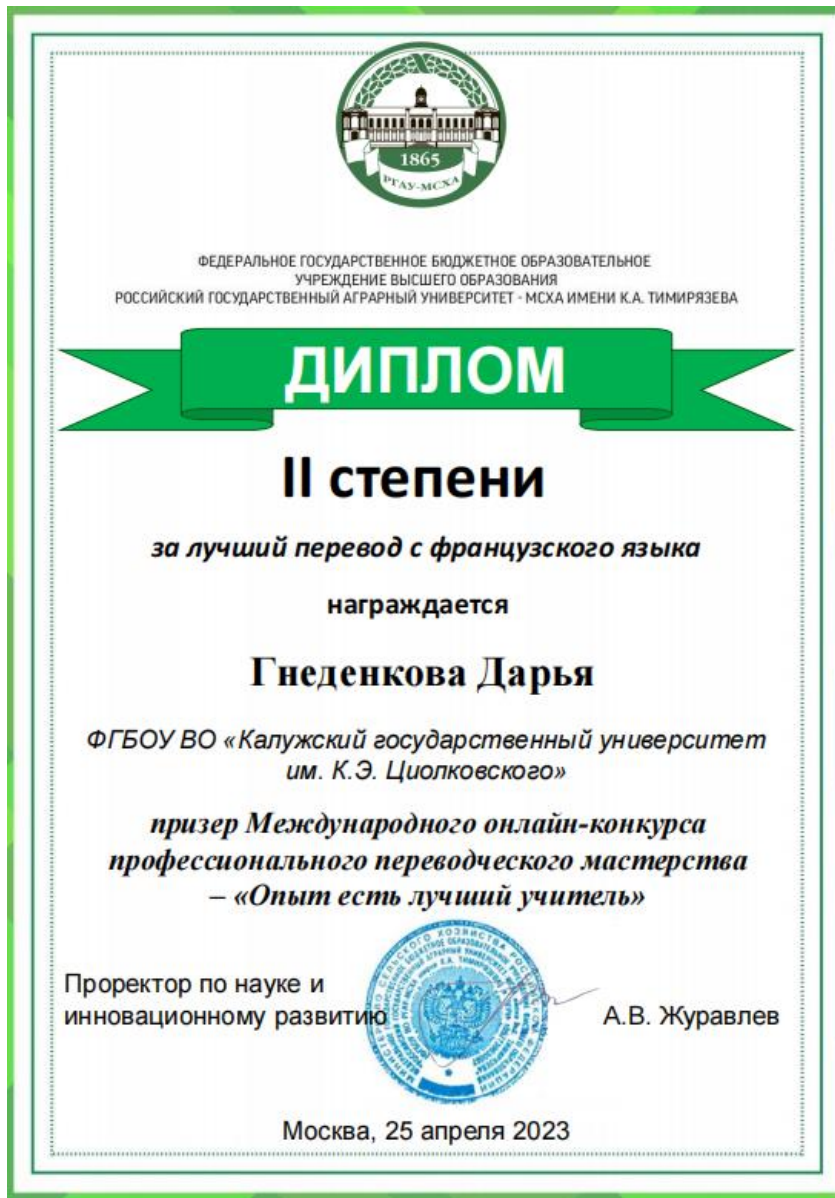 1865
РГАУ-МСХА
ФЕДЕРАЛЬНОЕ ГОСУДАРСТВЕННОЕ БЮДЖЕТНОЕ ОБРАЗОВАТЕЛЬНОЕ
УЧРЕЖДЕНИЕ ВЫСШЕГО ОБРАЗОВАНИЯ
РОССИЙСКИЙ ГОСУДАРСТВЕННЫЙ АГРАРНЫЙ УНИВЕРСИТЕТ - МСХА ИМЕНИ К.А. ТИМИРЯЗЕВА
ДИПЛОМ
II степени
за лучший перевод с французского языка
награждается
Гнеденкова Дарья
ФГБОУ ВО «Калужский государственный университет
им. К.Э. Циолковского»
призер Международного онлайн-конкурса
профессионального переводческого мастерства
– «Опыт есть лучший учитель»
Проректор по науке и
инновационному развитию
А.В. Журавлев
Москва, 25 апреля 2023